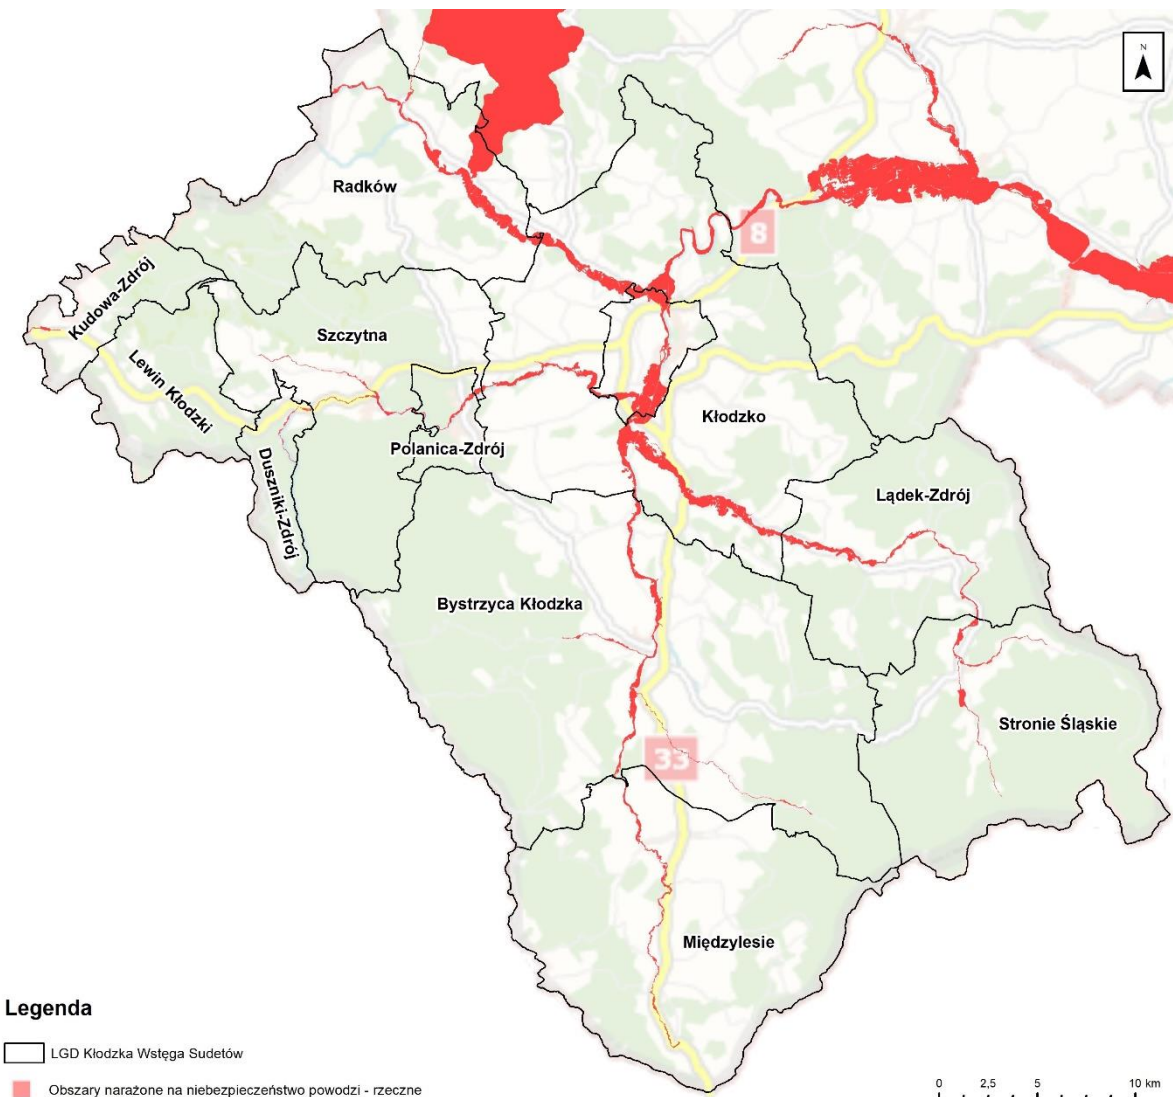 N
8
Radków
Kudowa-Zdrój
Szczytna
Lewin Kłodzki
Kłodzko
Polanica-Zdrój
Duszniki-Zdrój
Lądek-Zdrój
Bystrzyca Kłodzka
Stronie Śląskie
33
Międzylesie
Legenda
LGD Kłodzka Wstęga Sudetów
Obszary narażone na niebezpieczeństwo powodzi - rzeczne
0 2,5 5 10 km